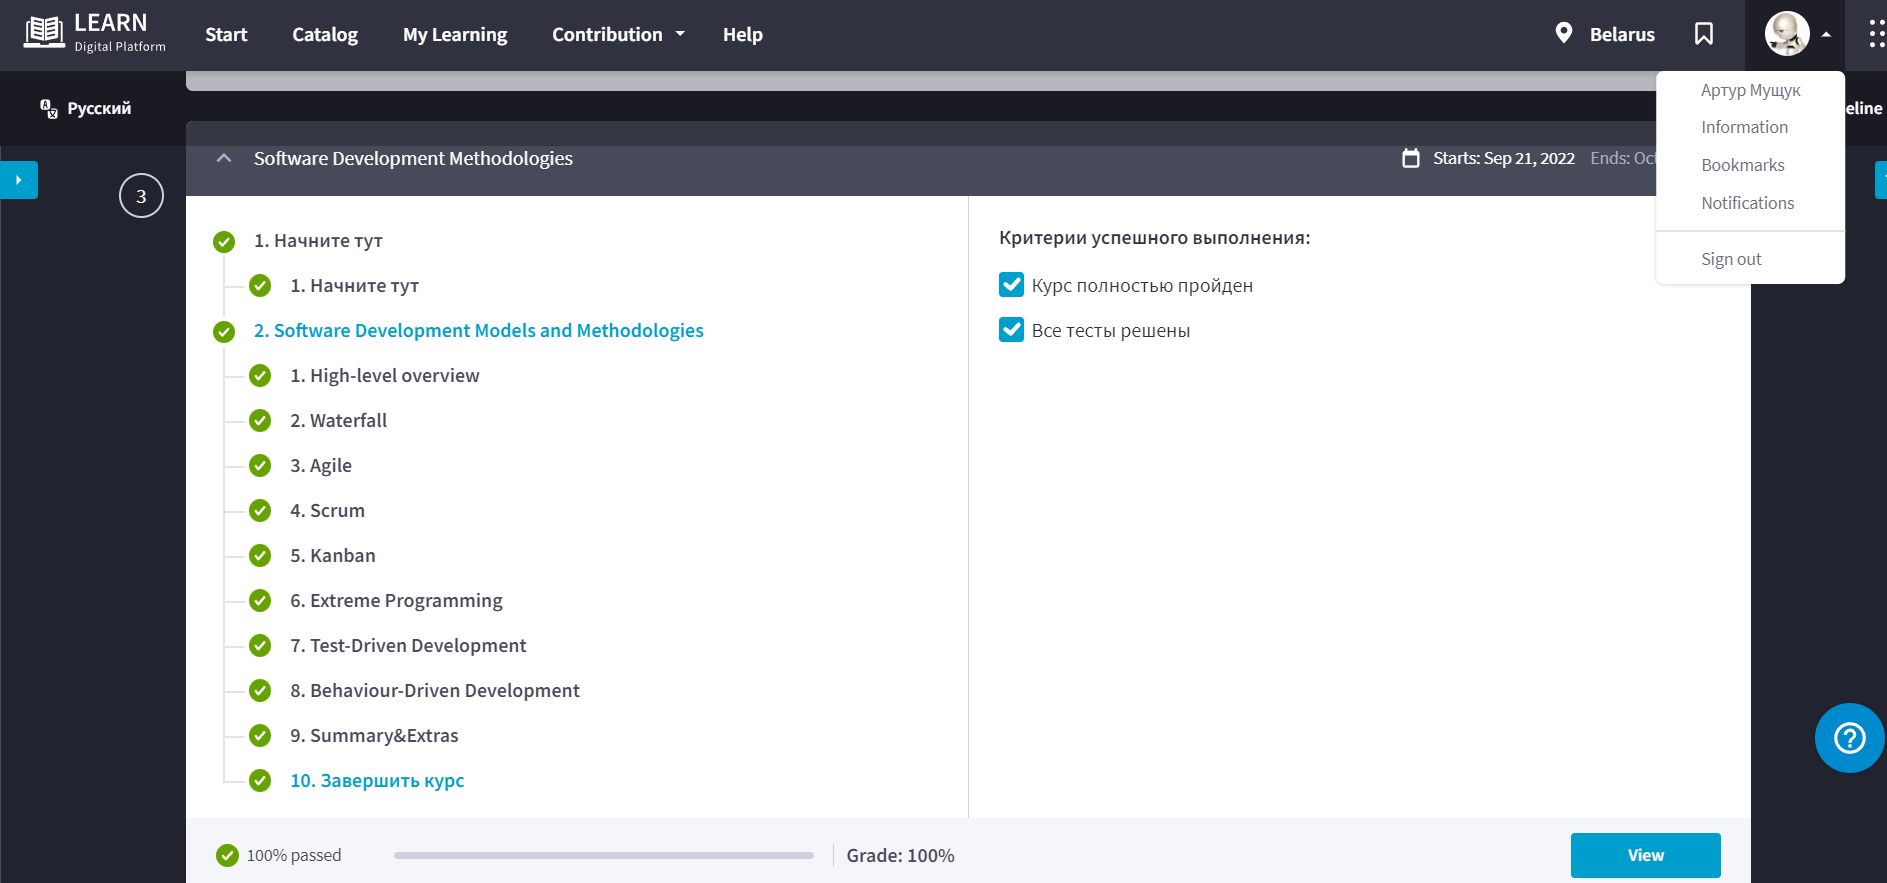 LEARN
Digital Platform
Start
Catalog
My Learning
Contribution
Help
Belarus
Русский
eline
Артур Мущук
Information
Bookmarks
Notifications
Sign out
3
Software Development Methodologies
Starts: Sep 21, 2022
Ends: Oct
1. Начните тут
1. Начните тут
2. Software Development Models and Methodologies
1. High-level overview
2. Waterfall
3. Agile
4. Scrum
5. Kanban
6. Extreme Programming
7. Test-Driven Development
8. Behaviour-Driven Development
9. Summary&Extras
10. Завершить курс
Критерии успешного выполнения:
Курс полностью пройден
Все тесты решены
100% passed
Grade: 100%
View